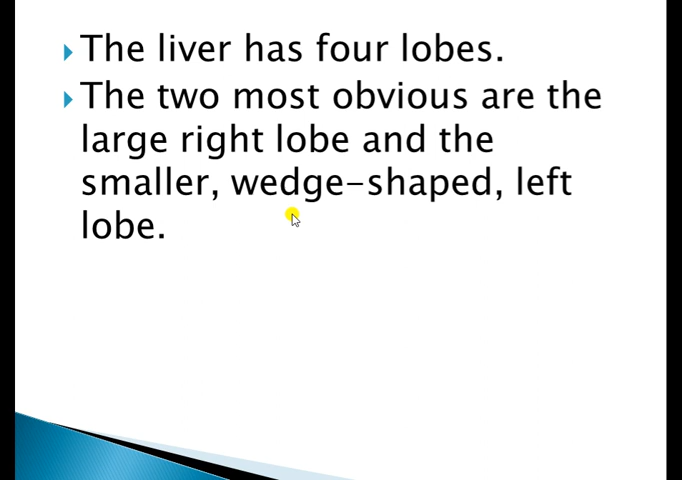 The liver has four lobes.
The two most obvious are the
large right lobe and the
smaller, wedge-shaped, left
lobe.